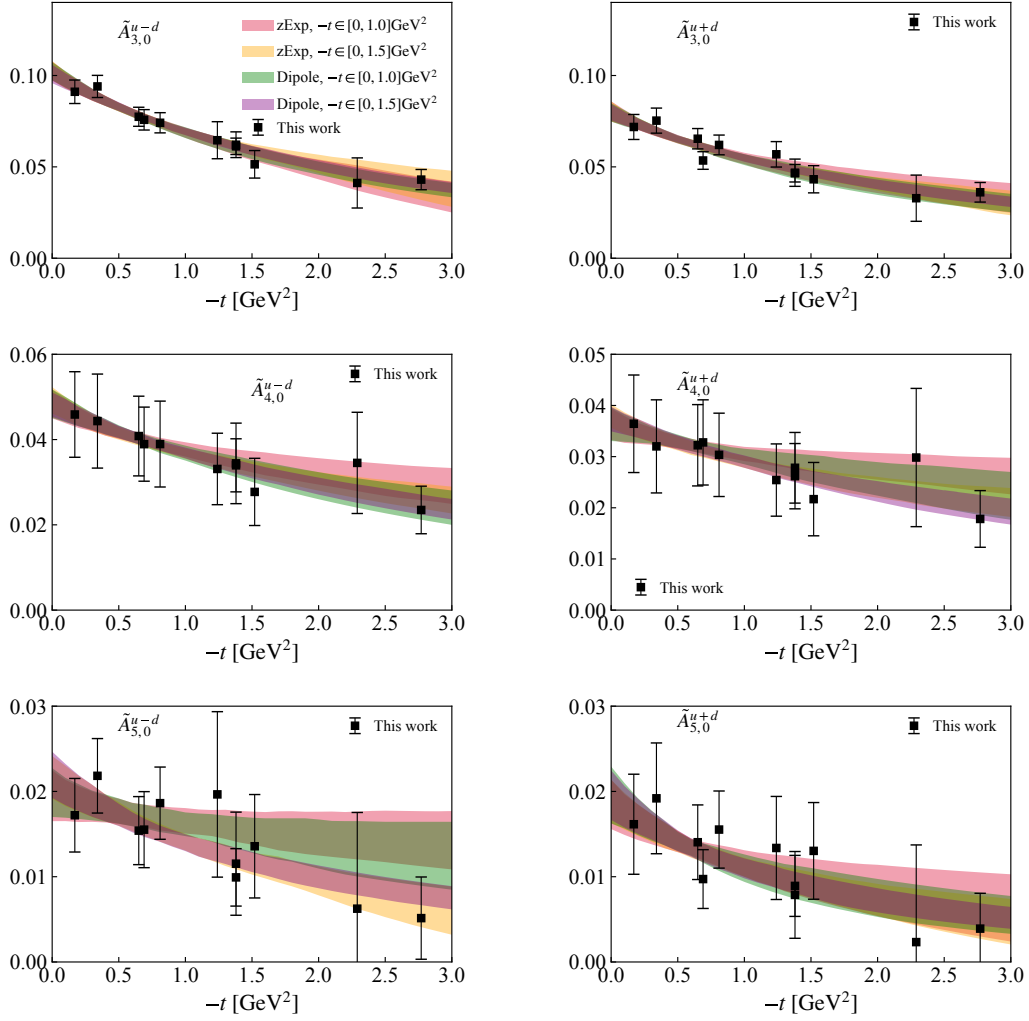 $\tilde{A}_{3,0}^{u-d}$
zExp, −t∈[0, 1.0]GeV²
zExp, −t∈[0, 1.5]GeV²
Dipole, −t∈[0, 1.0]GeV²
Dipole, −t∈[0, 1.5]GeV²
This work
0.10
0.05
0.00
0.0 0.5 1.0 1.5 2.0 2.5 3.0
−t [GeV²]
$\tilde{A}_{3,0}^{u+d}$
This work
0.10
0.05
0.00
0.0 0.5 1.0 1.5 2.0 2.5 3.0
−t [GeV²]
$\tilde{A}_{4,0}^{u-d}$
This work
0.06
0.04
0.02
0.00
0.0 0.5 1.0 1.5 2.0 2.5 3.0
−t [GeV²]
$\tilde{A}_{4,0}^{u+d}$
0.05
0.04
0.03
0.02
0.01
0.00
This work
0.0 0.5 1.0 1.5 2.0 2.5 3.0
−t [GeV²]
$\tilde{A}_{5,0}^{u-d}$
This work
0.03
0.02
0.01
0.00
0.0 0.5 1.0 1.5 2.0 2.5 3.0
−t [GeV²]
$\tilde{A}_{5,0}^{u+d}$
This work
0.03
0.02
0.01
0.00
0.0 0.5 1.0 1.5 2.0 2.5 3.0
−t [GeV²]